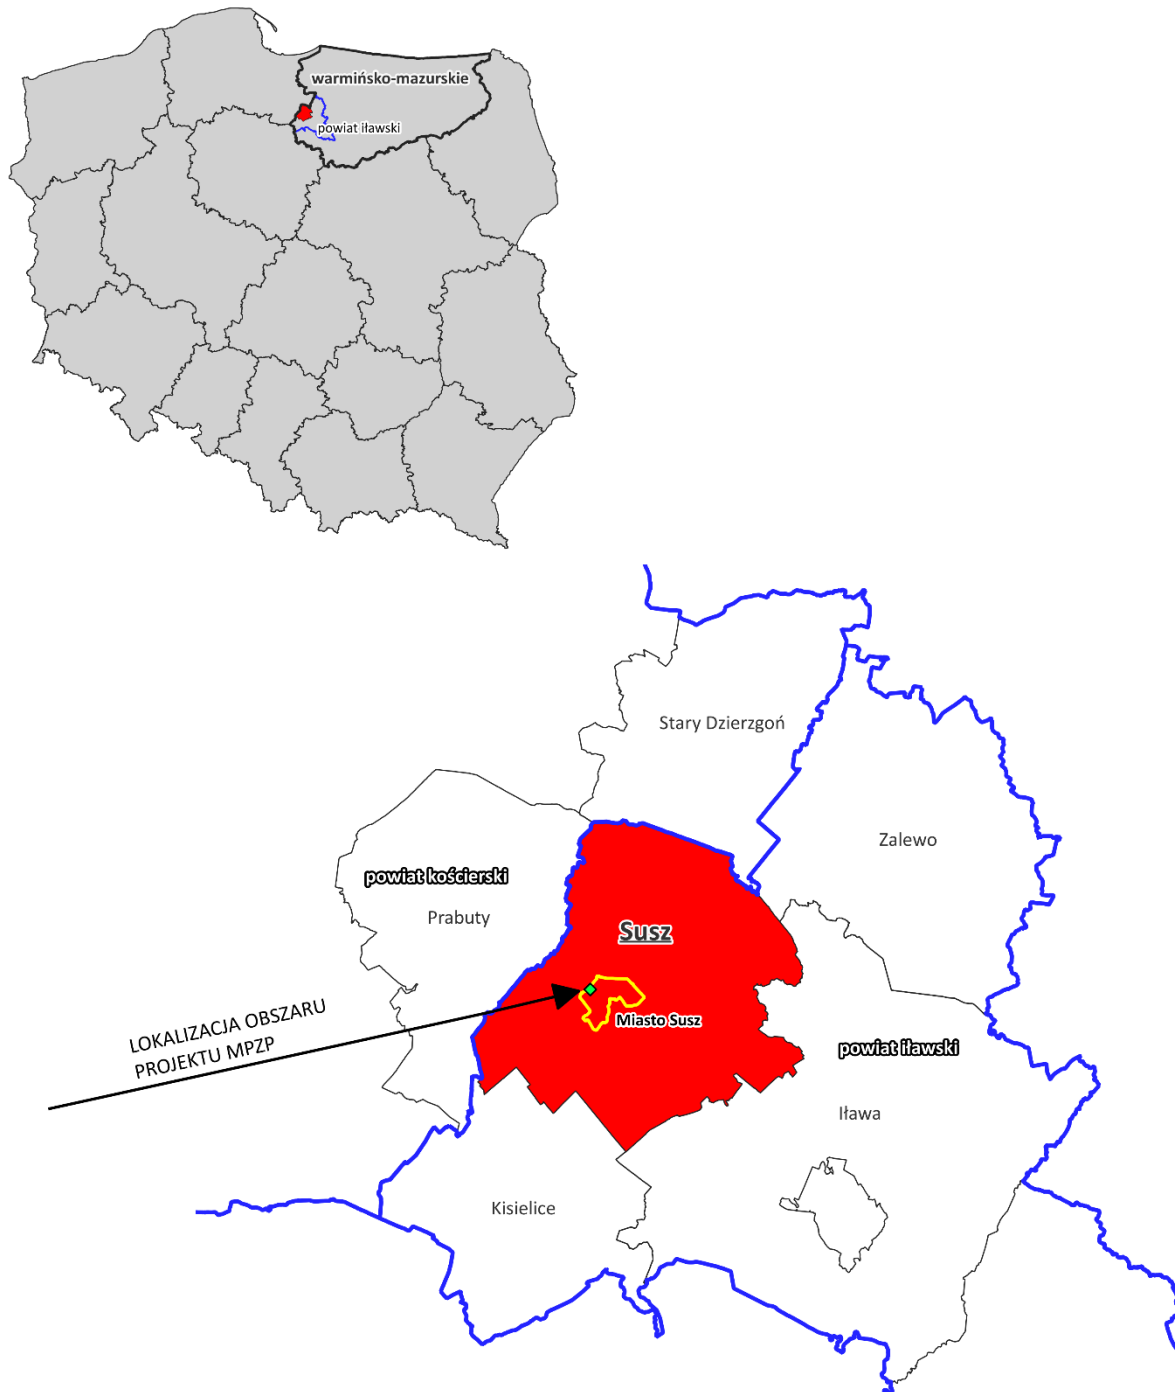 warmińsko-mazurskie
powiat iławski
Stary Dzierzgoń
Zalewo
powiat kościerski
Prabuty
Susz
LOKALIZACJA OBSZARU
PROJEKTU MPZP
Miasto Susz
powiat iławski
Iława
Kisielice